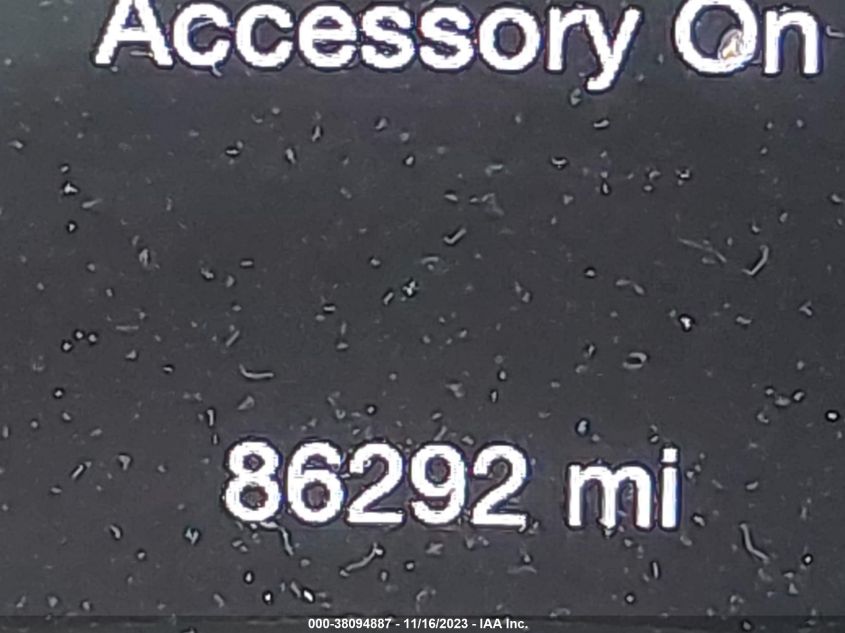 Accessory On
86292 mi
000-38094887 - 11/16/2023 - IAA Inc.